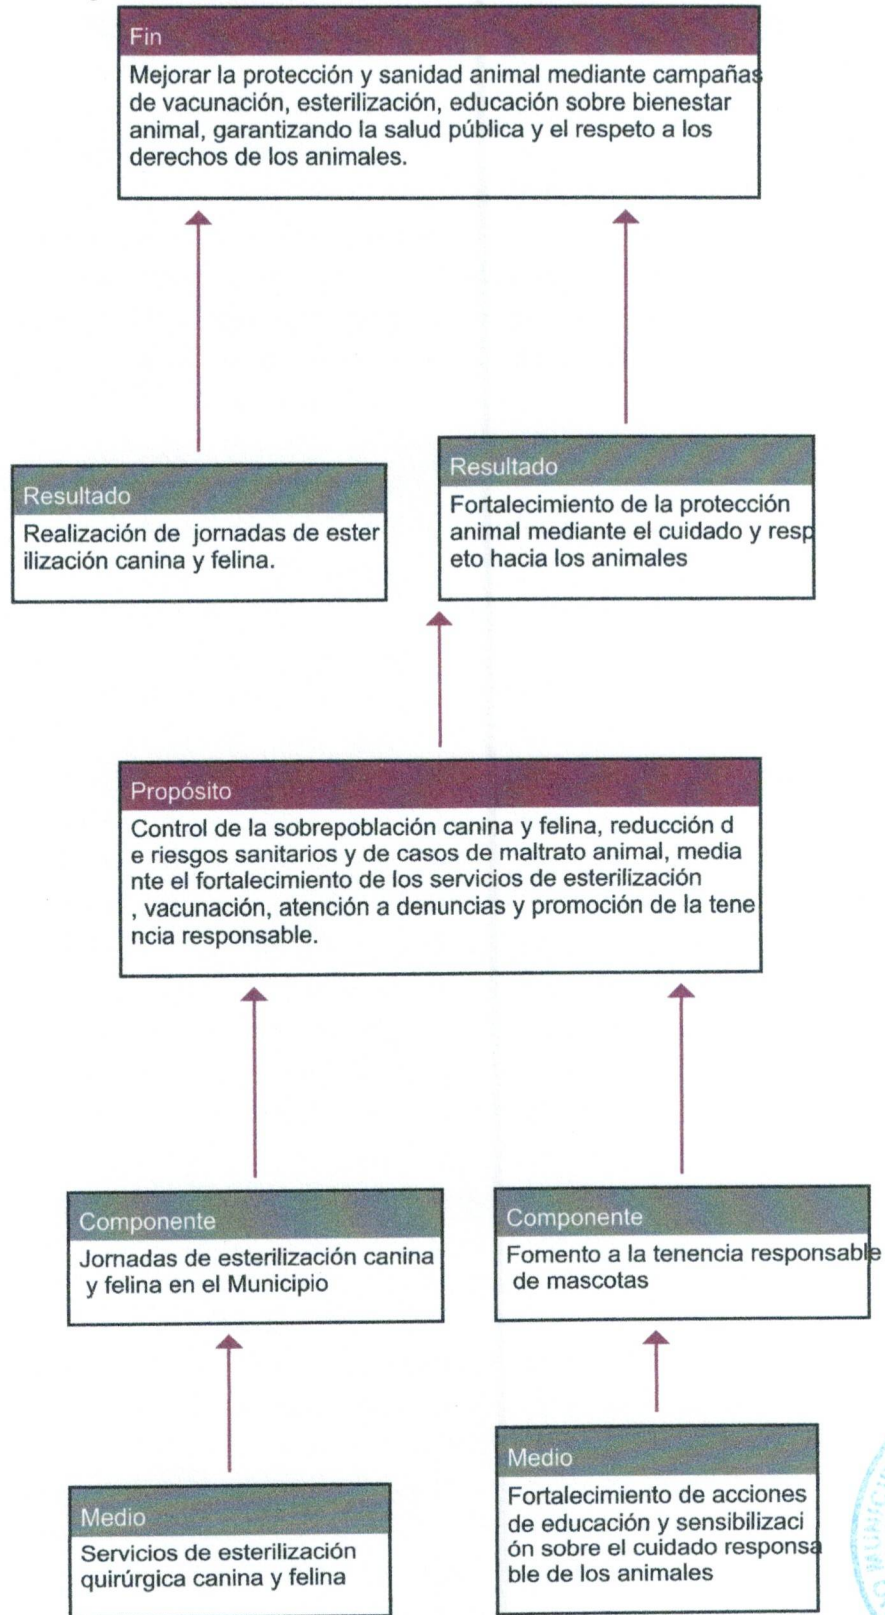 Fin
Mejorar la protección y sanidad animal mediante campañas
de vacunación, esterilización, educación sobre bienestar
animal, garantizando la salud pública y el respeto a los
derechos de los animales.
Resultado
Realización de  jornadas de ester
ilización canina y felina.
Resultado
Fortalecimiento de la protección
animal mediante el cuidado y resp
eto hacia los animales
Propósito
Control de la sobrepoblación canina y felina, reducción d
e riesgos sanitarios y de casos de maltrato animal, media
nte el fortalecimiento de los servicios de esterilización
, vacunación, atención a denuncias y promoción de la tene
ncia responsable.
Componente
Jornadas de esterilización canina
y felina en el Municipio
Componente
Fomento a la tenencia responsable
de mascotas
Medio
Servicios de esterilización
quirúrgica canina y felina
Medio
Fortalecimiento de acciones
de educación y sensibilizaci
ón sobre el cuidado responsa
ble de los animales